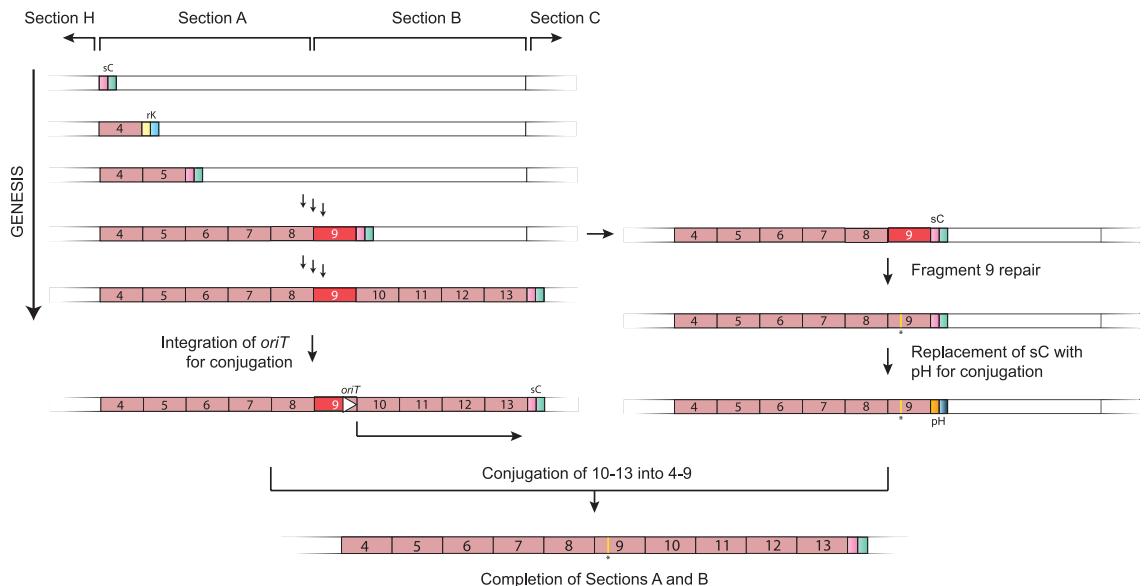 Section H
Section A
Section B
Section C
GENESIS
sC
rK
4
4 5
4 5 6 7 8 9
4 5 6 7 8 9 10 11 12 13
Integration of oriT
for conjugation
oriT
sC
4 5 6 7 8 9 10 11 12 13
sC
4 5 6 7 8 9
Fragment 9 repair
4 5 6 7 8 9
*
Replacement of sC with
pH for conjugation
4 5 6 7 8 9
*
pH
Conjugation of 10-13 into 4-9
4 5 6 7 8 9 10 11 12 13
*
Completion of Sections A and B